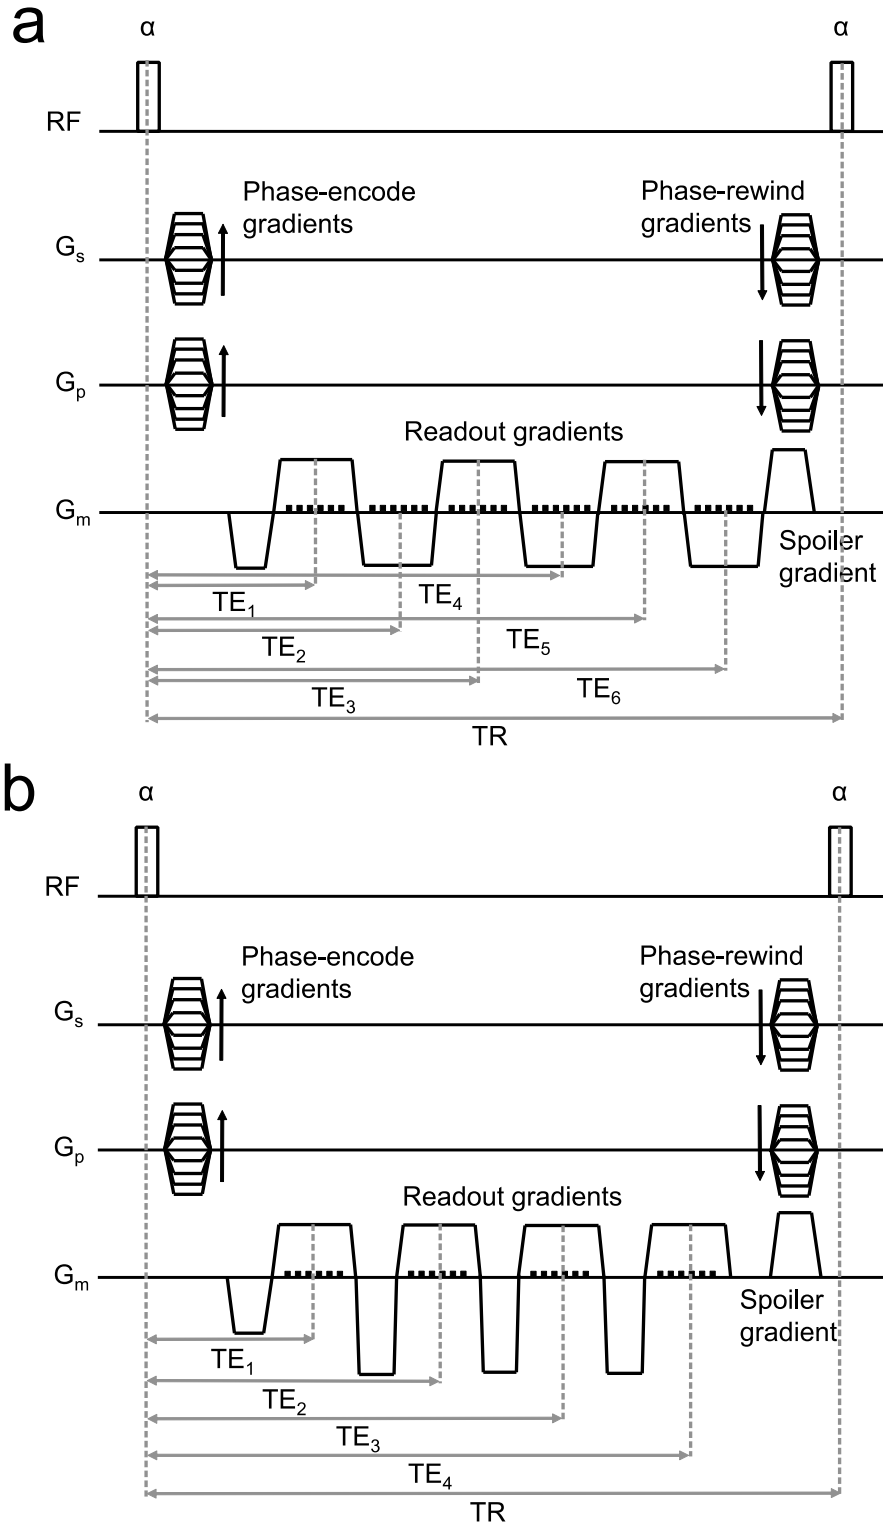 a
α α
RF
Phase-encode
gradients
Phase-rewind
gradients
Gs
Gp
Readout gradients
Gm
Spoiler
gradient
TE1
TE4
TE2
TE5
TE3
TE6
TR
b
α α
RF
Phase-encode
gradients
Phase-rewind
gradients
Gs
Gp
Readout gradients
Gm
Spoiler
gradient
TE1
TE2
TE3
TE4
TR